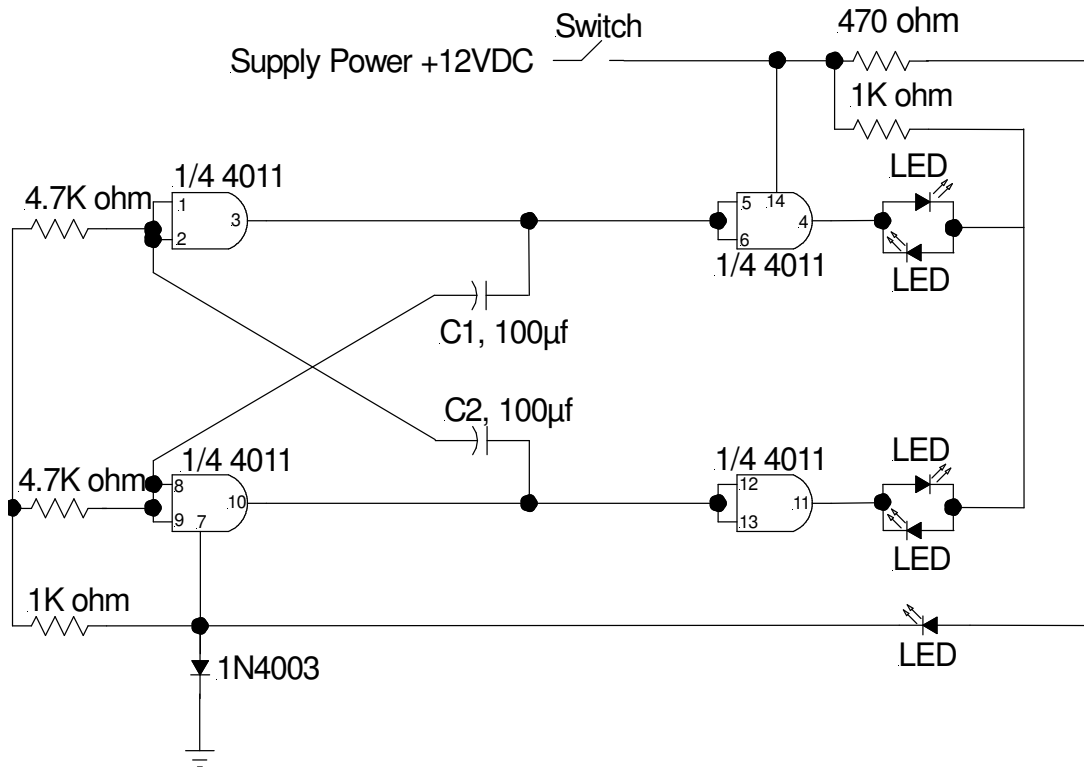 470 ohm
Switch
Supply Power +12VDC
1K ohm
LED
1/4 4011
4.7K ohm
1
2
3
5
6
14
4
1/4 4011
LED
C1, 100µf
C2, 100µf
1/4 4011
1/4 4011
LED
4.7K ohm
8
9
7
10
12
13
11
LED
1K ohm
LED
1N4003